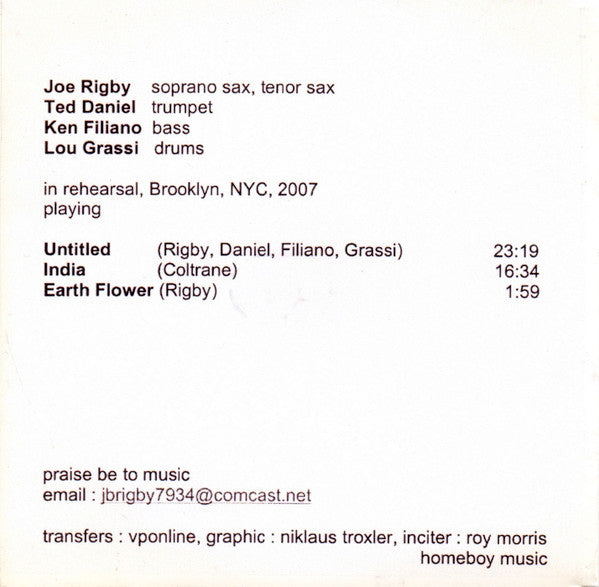 Joe Rigby soprano sax, tenor sax
Ted Daniel trumpet
Ken Filiano bass
Lou Grassi drums
in rehearsal, Brooklyn, NYC, 2007
playing
Untitled (Rigby, Daniel, Filiano, Grassi) 23:19
India (Coltrane) 16:34
Earth Flower (Rigby) 1:59
praise be to music
email : jbrigby7934@comcast.net
transfers : vponline, graphic : niklaus troxler, inciter : roy morris
homeboy music